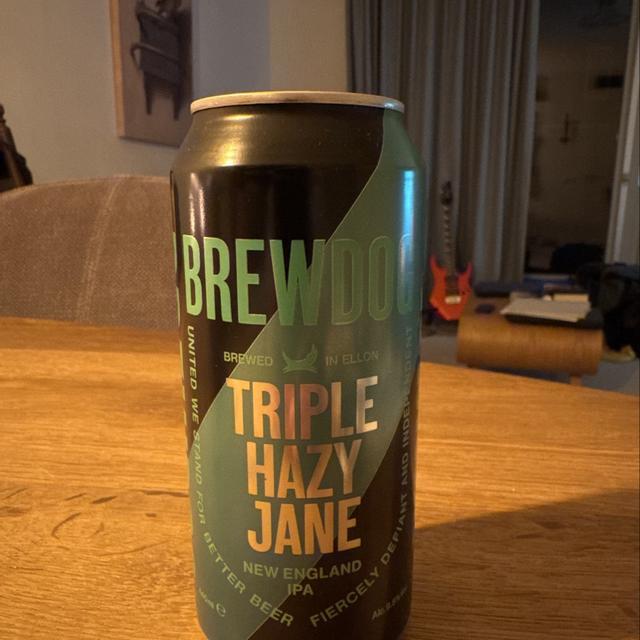 BREWDOG
BREWED IN ELLON
TRIPLE
HAZY
JANE
NEW ENGLAND
IPA
UNITED WE STAND FOR BETTER BEER
FIERCELY DEFIANT AND INDEPENDENT